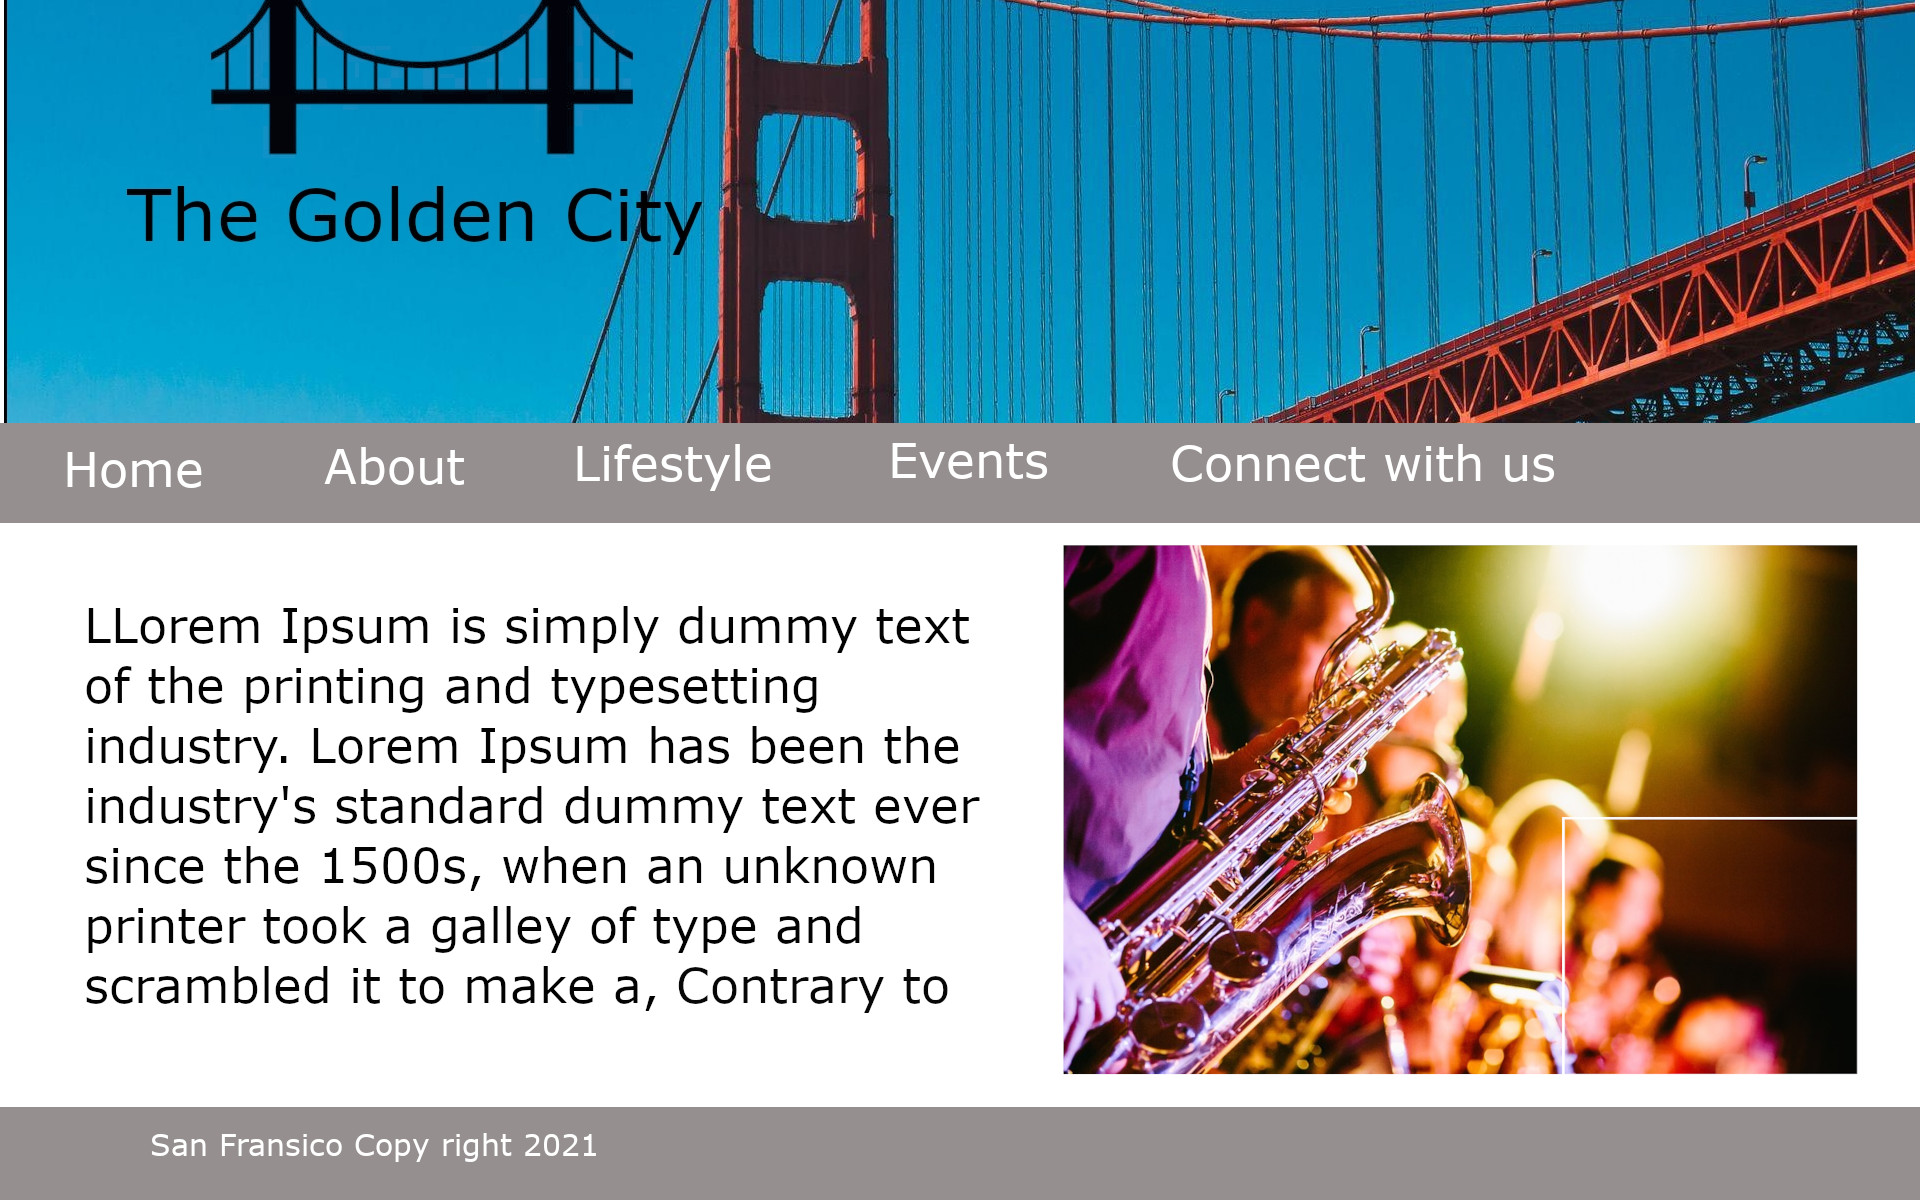 The Golden City
Home About Lifestyle Events Connect with us
LLorem Ipsum is simply dummy text
of the printing and typesetting
industry. Lorem Ipsum has been the
industry's standard dummy text ever
since the 1500s, when an unknown
printer took a galley of type and
scrambled it to make a, Contrary to
San Fransico Copy right 2021